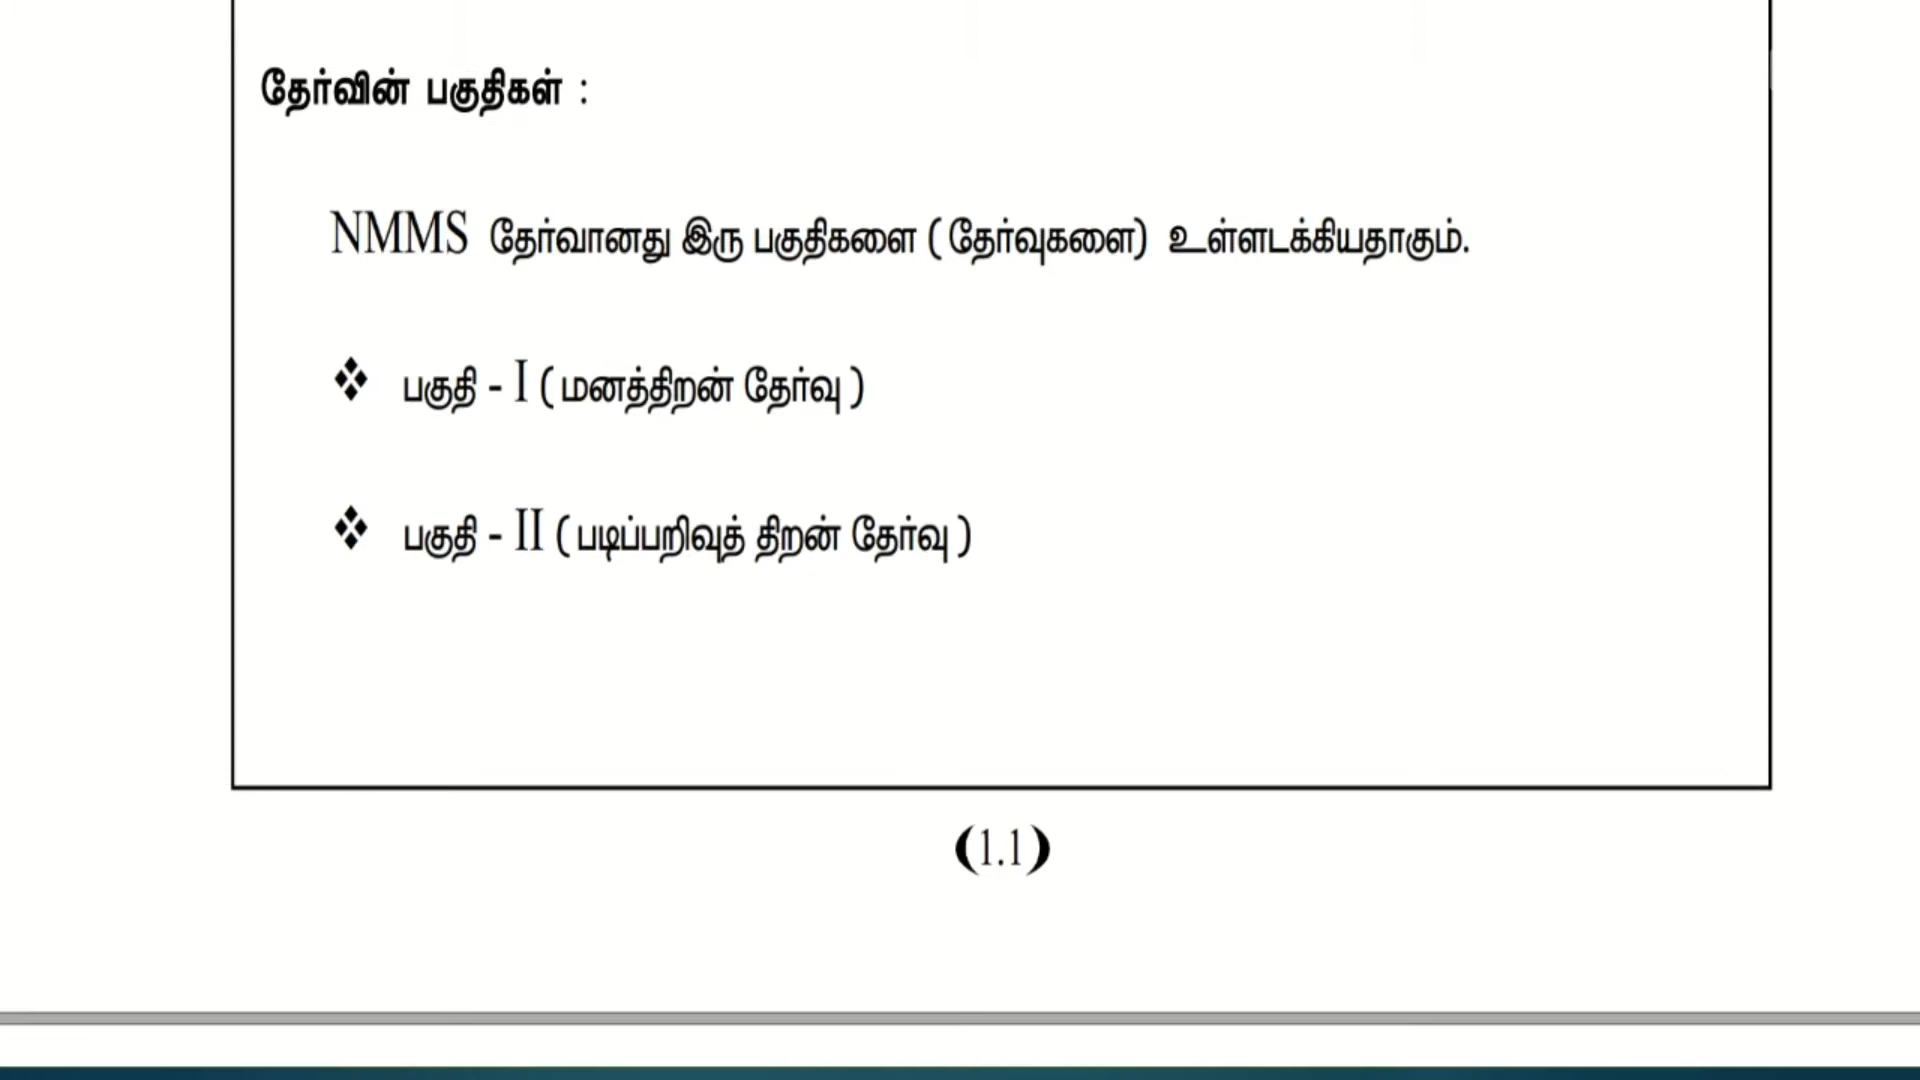 தேர்வின் பகுதிகள் :
NMMS தேர்வானது இரு பகுதிகளை ( தேர்வுகளை) உள்ளடக்கியதாகும்.
❖ பகுதி - I ( மனத்திறன் தேர்வு )
❖ பகுதி - II ( படிப்பறிவுத் திறன் தேர்வு )
(1.1)